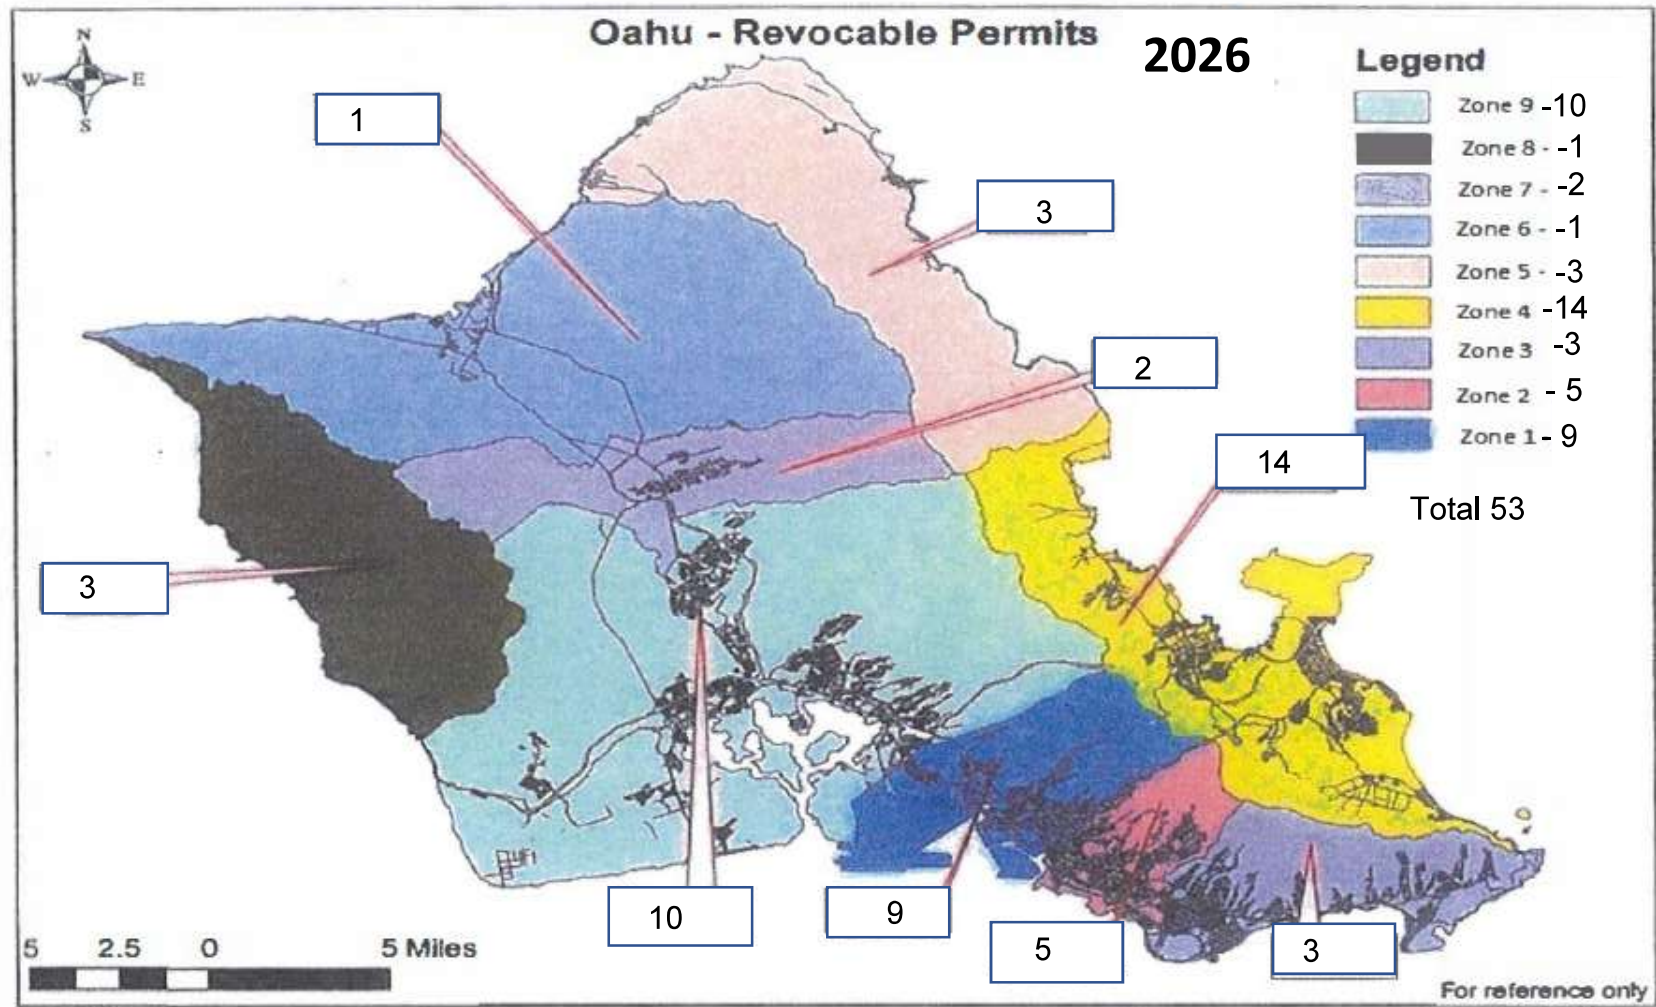 Oahu - Revocable Permits
2026
N
W E
S
Legend
Zone 9 -10
Zone 8 - -1
Zone 7 - -2
Zone 6 - -1
Zone 5 - -3
Zone 4 -14
Zone 3 -3
Zone 2 - 5
Zone 1 - 9
Total 53
1
3
2
14
3
10
9
5
3
5 2.5 0 5 Miles
For reference only